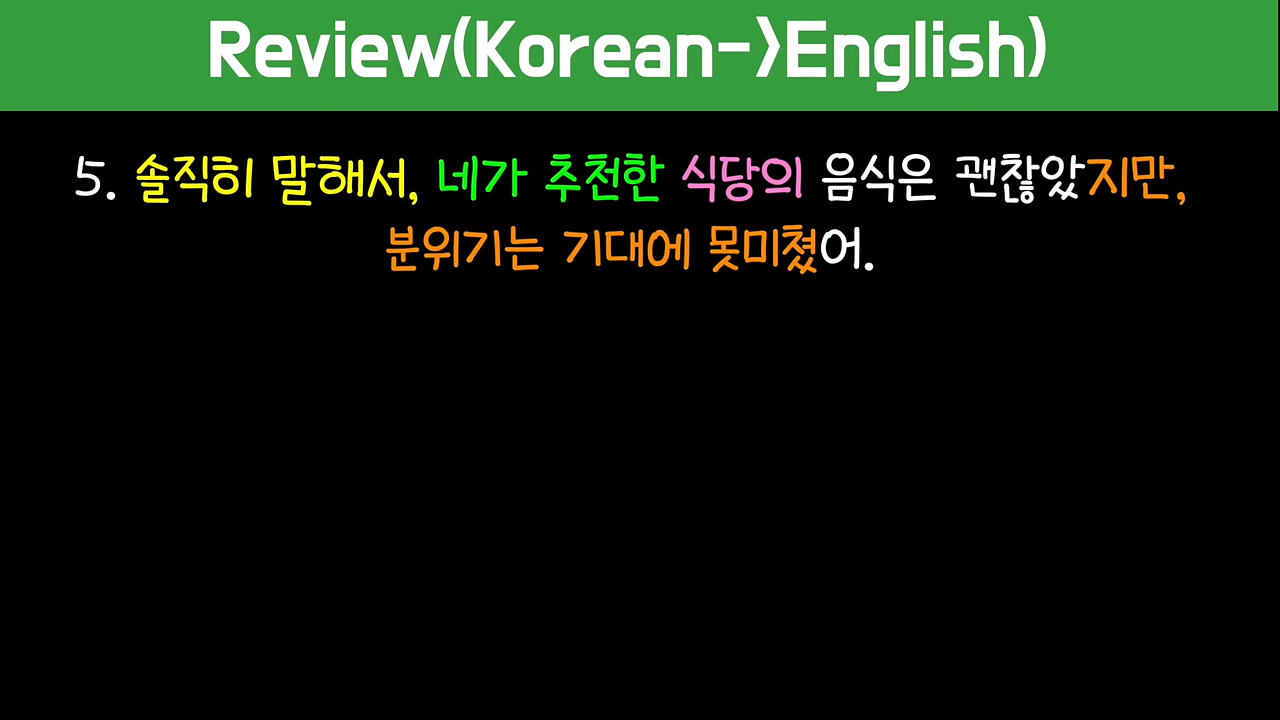 Review(Korean->English)
5. 솔직히 말해서, 네가 추천한 식당의 음식은 괜찮았지만,
분위기는 기대에 못미쳤어.